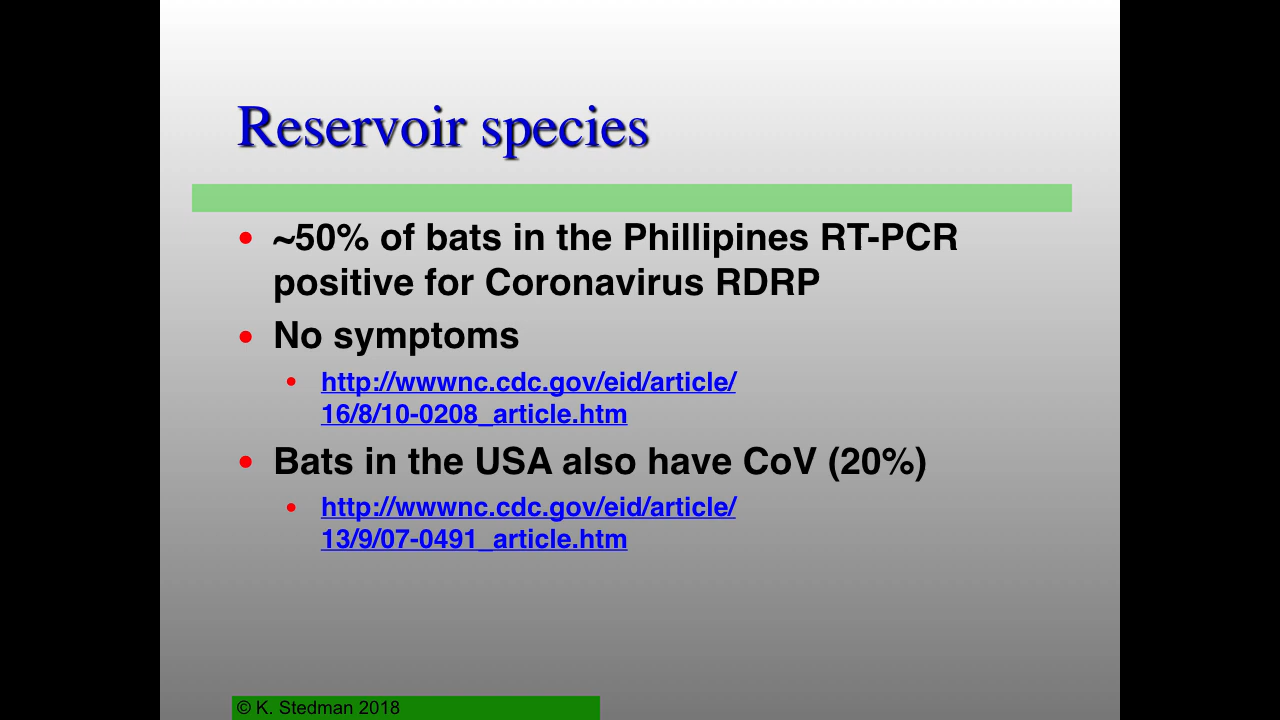 Reservoir species
• ~50% of bats in the Phillipines RT-PCR
positive for Coronavirus RDRP
• No symptoms
• http://wwwnc.cdc.gov/eid/article/
16/8/10-0208_article.htm
• Bats in the USA also have CoV (20%)
• http://wwwnc.cdc.gov/eid/article/
13/9/07-0491_article.htm
© K. Stedman 2018